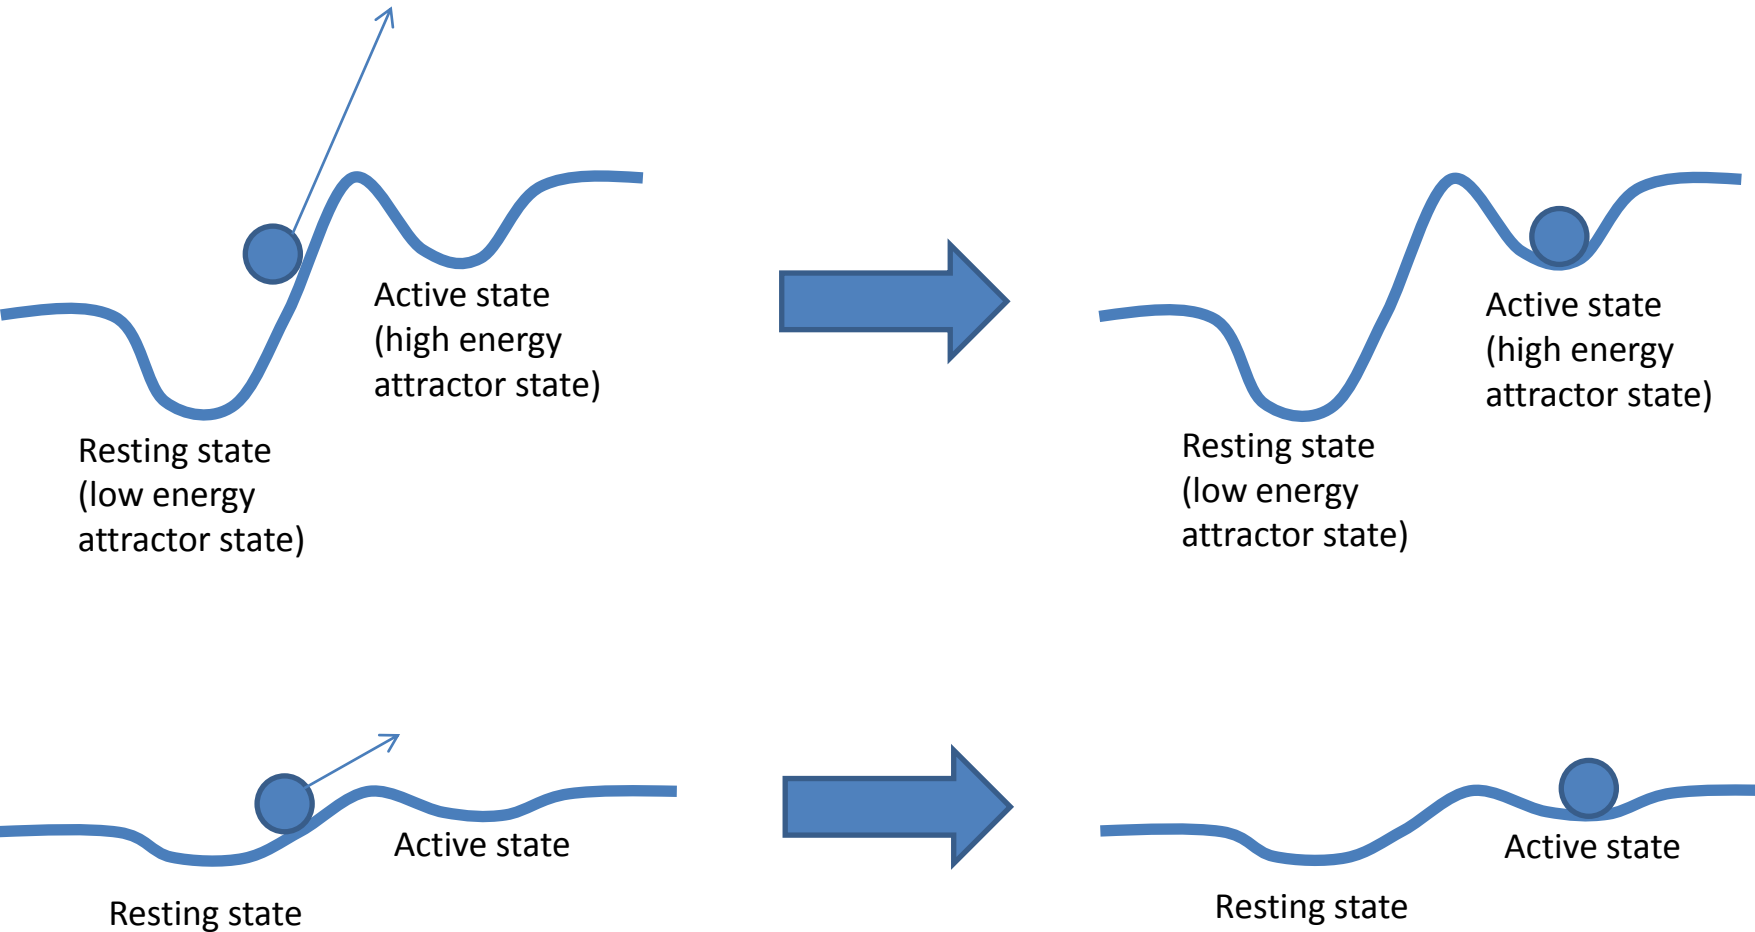 Active state
(high energy
attractor state)
Resting state
(low energy
attractor state)
Active state
(high energy
attractor state)
Resting state
(low energy
attractor state)
Active state
Resting state
Active state
Resting state